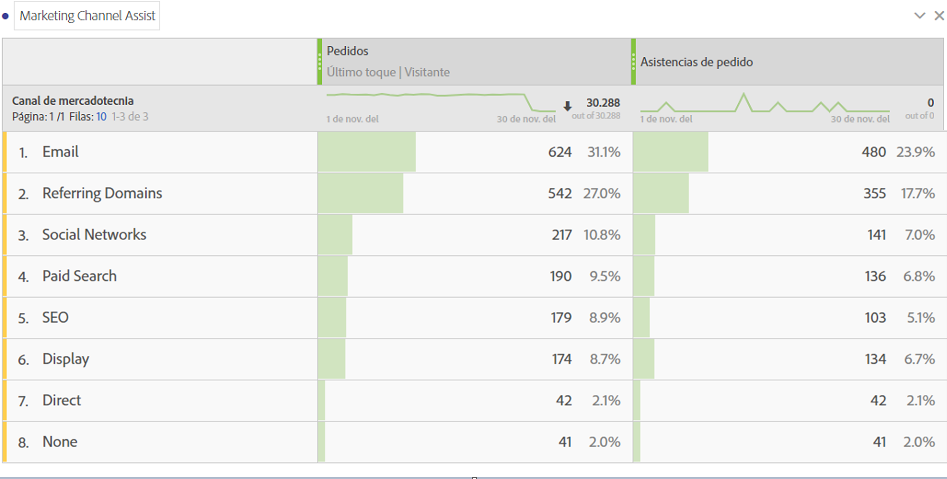 Marketing Channel Assist
Pedidos
Último toque | Visitante
Asistencias de pedido
Canal de mercadotecnia
Página: 1 /1 Filas: 10 1-3 de 3
30.288
out of 30.288
1 de nov. del 30 de nov. del
0
out of 0
1 de nov. del 30 de nov. del
1. Email 624 31.1% 480 23.9%
2. Referring Domains 542 27.0% 355 17.7%
3. Social Networks 217 10.8% 141 7.0%
4. Paid Search 190 9.5% 136 6.8%
5. SEO 179 8.9% 103 5.1%
6. Display 174 8.7% 134 6.7%
7. Direct 42 2.1% 42 2.1%
8. None 41 2.0% 41 2.0%